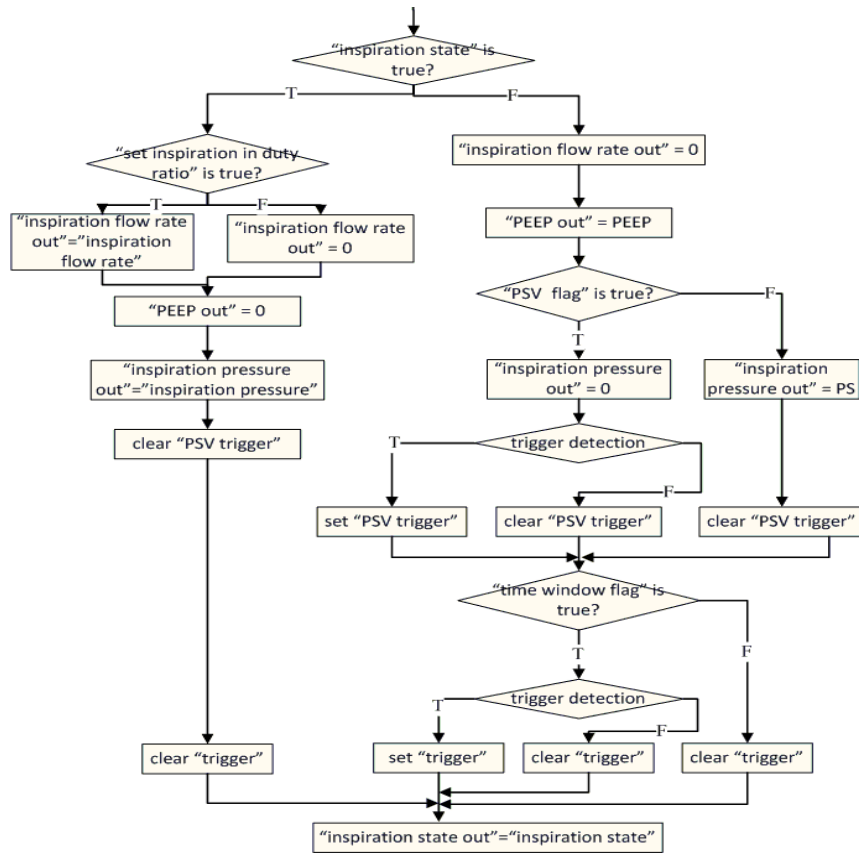 “inspiration state” is
true?
T
F
“set inspiration in duty
ratio” is true?
“inspiration flow rate out” = 0
T
F
“inspiration flow rate
out”=”inspiration
flow rate”
“inspiration flow rate
out” = 0
“PEEP out” = PEEP
“PEEP out” = 0
“PSV flag” is true?
F
T
“inspiration pressure
out”=”inspiration pressure”
“inspiration pressure
out” = 0
“inspiration
pressure out” = PS
clear “PSV trigger”
trigger detection
T
F
set “PSV trigger”
clear “PSV trigger”
clear “PSV trigger”
“time window flag” is
true?
T
F
trigger detection
T
F
clear “trigger”
set “trigger”
clear “trigger”
clear “trigger”
“inspiration state out”=”inspiration state”